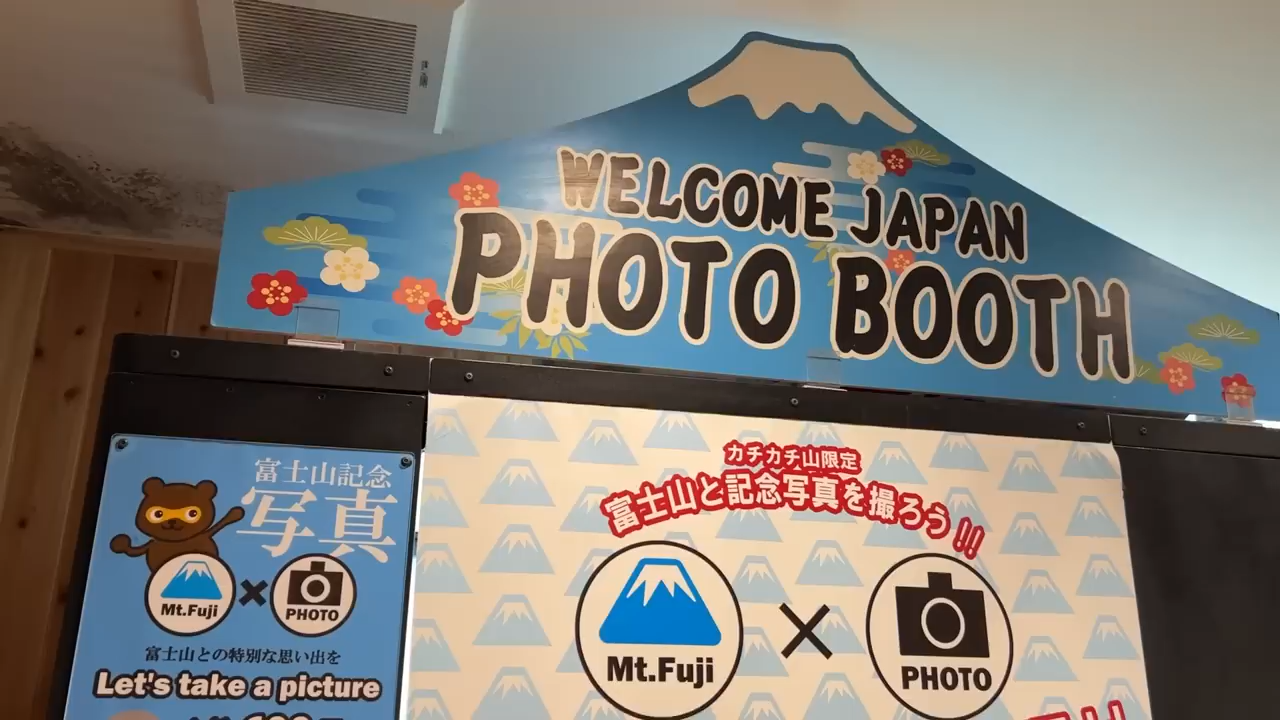 WELCOME JAPAN
PHOTO BOOTH
富士山記念
写真
Mt.Fuji
×
PHOTO
富士山との特別な思い出を
Let's take a picture
カチカチ山限定
富士山と記念写真を撮ろう!!
Mt.Fuji
×
PHOTO